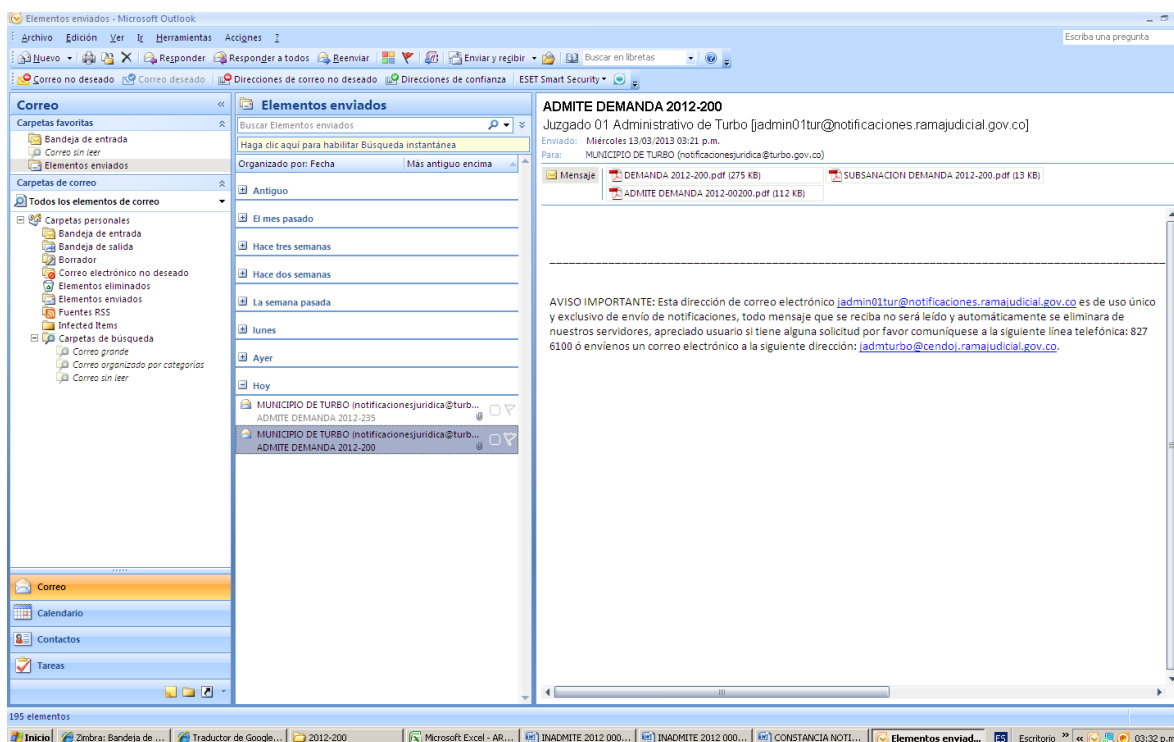 Elementos enviados - Microsoft Outlook
Archivo Edición Ver Ir Herramientas Acciones ?
Escriba una pregunta
Nuevo Responder Responder a todos Reenviar Enviar y recibir Buscar en libretas
Correo no deseado Correo deseado Direcciones de correo no deseado Direcciones de confianza ESET Smart Security
Correo
Carpetas favoritas
Bandeja de entrada
Correo sin leer
Elementos enviados
Carpetas de correo
Todos los elementos de correo
Carpetas personales
Bandeja de entrada
Bandeja de salida
Borrador
Correo electrónico no deseado
Elementos eliminados
Elementos enviados
Fuentes RSS
Infected Items
Carpetas de búsqueda
Correo grande
Correo organizado por categorías
Correo sin leer
Correo
Calendario
Contactos
Tareas
Elementos enviados
Buscar Elementos enviados
Haga clic aquí para habilitar Búsqueda instantánea
Organizado por: Fecha Más antiguo encima
Antiguo
El mes pasado
Hace tres semanas
Hace dos semanas
La semana pasada
lunes
Ayer
Hoy
MUNICIPIO DE TURBO (notificacionesjuridica@turb...
ADMITE DEMANDA 2012-235
MUNICIPIO DE TURBO (notificacionesjuridica@turb...
ADMITE DEMANDA 2012-200
ADMITE DEMANDA 2012-200
Juzgado 01 Administrativo de Turbo [jadmin01tur@notificaciones.ramajudicial.gov.co]
Enviado: Miércoles 13/03/2013 03:21 p.m.
Para: MUNICIPIO DE TURBO (notificacionesjuridica@turbo.gov.co)
Mensaje DEMANDA 2012-200.pdf (275 KB) SUBSANACION DEMANDA 2012-200.pdf (13 KB)
ADMITE DEMANDA 2012-00200.pdf (112 KB)
AVISO IMPORTANTE: Esta dirección de correo electrónico jadmin01tur@notificaciones.ramajudicial.gov.co es de uso único
y exclusivo de envío de notificaciones, todo mensaje que se reciba no será leído y automáticamente se eliminara de
nuestros servidores, apreciado usuario si tiene alguna solicitud por favor comuníquese a la siguiente línea telefónica: 827
6100 ó envíenos un correo electrónico a la siguiente dirección: jadmturbo@cendoj.ramajudicial.gov.co.
195 elementos
Inicio Zimbra: Bandeja de ... Traductor de Google... 2012-200 Microsoft Excel - AR... INADMITE 2012 000... INADMITE 2012 000... CONSTANCIA NOTI... Elementos enviad... ES Escritorio » « 03:32 p.m